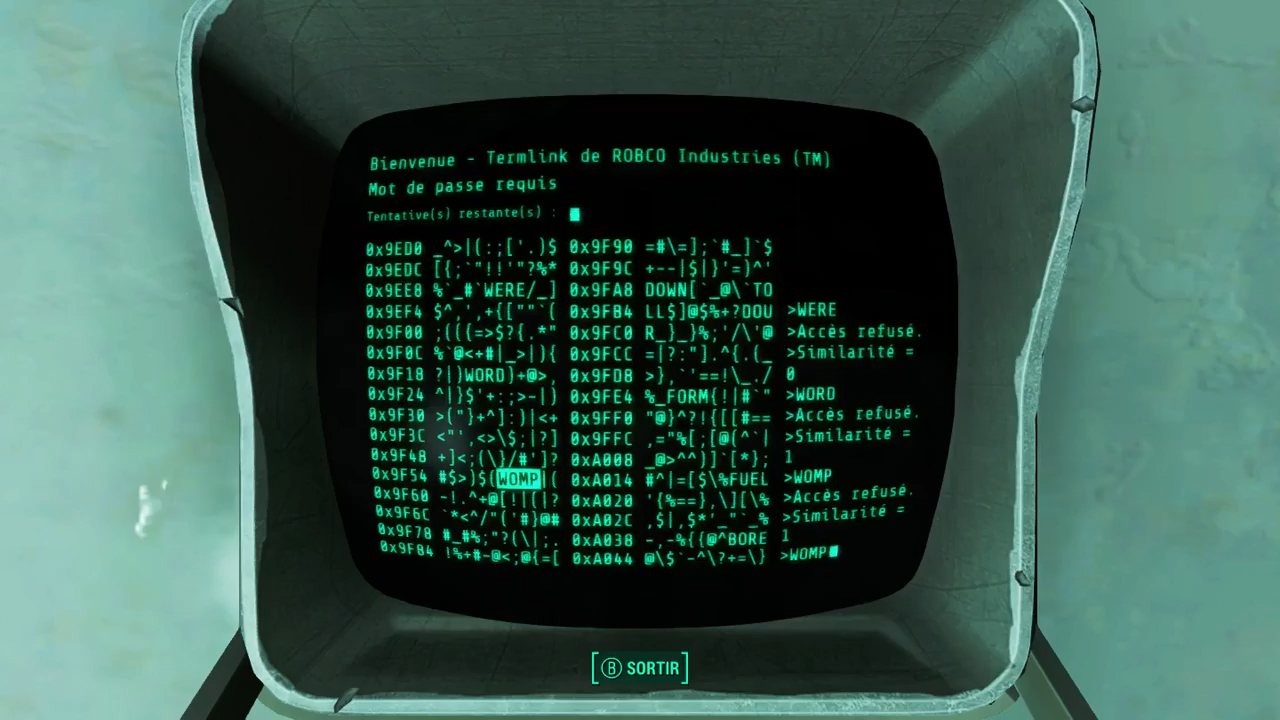 Bienvenue - Termlink de ROBCO Industries (TM)
Mot de passe requis
Tentative(s) restante(s) :
0x9ED0 _^>|(:;['.)$ 0x9F90 =#\=];`#_]`$
0x9EDC [{;`"!!'"?%* 0x9F9C +--|$|}'=)^'
0x9EE8 %`_#`WERE/_] 0x9FA8 DOWN[`_@\`TO
0x9EF4 $^,',+{[""`( 0x9FB4 LL$]@$%+?DOU >WERE
0x9F00 ;(((=>$?{.*" 0x9FC0 R_}_}%;'/\'@ >Accès refusé.
0x9F0C %`@<+#|_>|){ 0x9FCC =|?:"].^{.(_ >Similarité =
0x9F18 ?|)WORD)+@>, 0x9FD8 >},`'==!\_./ 0
0x9F24 ^|}$'+:;>-|) 0x9FE4 %_FORM{!|#`" >WORD
0x9F30 >("}+^]:)|<+ 0x9FF0 "@}^?!{[[#== >Accès refusé.
0x9F3C <"',<>\$;|?] 0x9FFC ,="%[;[@(^`| >Similarité =
0x9F48 +]<;(\}/#']? 0xA008 _@>^^)]`[*}; 1
0x9F54 #$>)$(WOMP|( 0xA014 #^|=[$\%FUEL >WOMP
0x9F60 -!.^+@[!|(|? 0xA020 '{%==},\][\% >Accès refusé.
0x9F6C `*<^/"('#}@# 0xA02C ,$|,$*'_"`_% >Similarité =
0x9F78 #_#%;"?(\|;. 0xA038 -,-%{{@^BORE 1
0x9F84 !%+#-@<;@{=[ 0xA044 @\$`-^\?+=\} >WOMP
B SORTIR